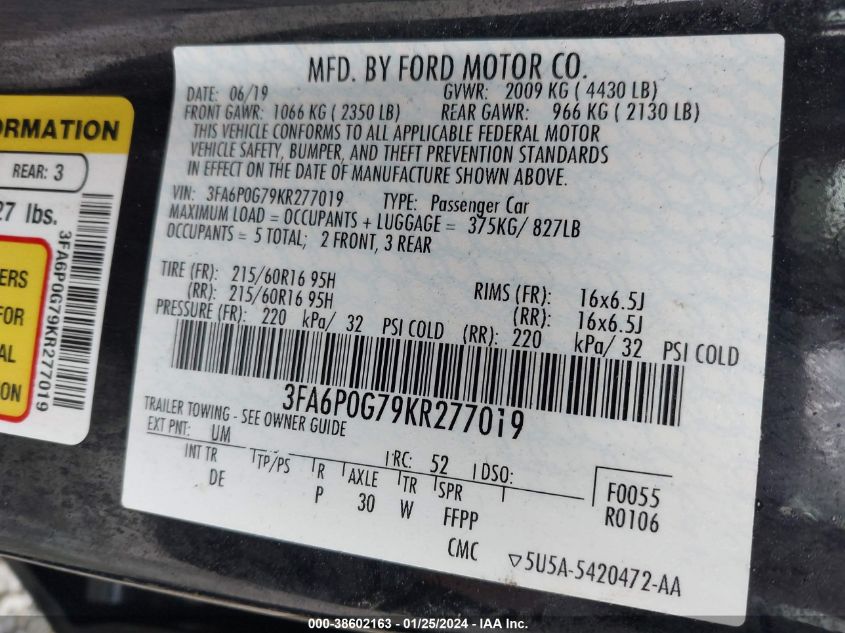 MFD. BY FORD MOTOR CO.
DATE: 06/19 GVWR: 2009 KG ( 4430 LB)
FRONT GAWR: 1066 KG ( 2350 LB) REAR GAWR: 966 KG ( 2130 LB)
THIS VEHICLE CONFORMS TO ALL APPLICABLE FEDERAL MOTOR
VEHICLE SAFETY, BUMPER, AND THEFT PREVENTION STANDARDS
IN EFFECT ON THE DATE OF MANUFACTURE SHOWN ABOVE.
VIN: 3FA6P0G79KR277019 TYPE: Passenger Car
MAXIMUM LOAD = OCCUPANTS + LUGGAGE = 375KG/ 827LB
OCCUPANTS = 5 TOTAL; 2 FRONT, 3 REAR
TIRE (FR): 215/60R16 95H RIMS (FR): 16x6.5J
(RR): 215/60R16 95H (RR): 16x6.5J
PRESSURE (FR): 220 kPa/ 32 PSI COLD (RR): 220 kPa/ 32 PSI COLD
3FA6P0G79KR277019
TRAILER TOWING - SEE OWNER GUIDE
EXT PNT: UM RC: 52 DSO:
INT TR TP/PS R AXLE TR SPR F0055
DE P 30 W FFPP R0106
CMC 5U5A-5420472-AA
ORMATION
REAR: 3
27 lbs.
ERS
FOR
AL
ON
3FA6P0G79KR277019
000-38602163 - 01/25/2024 - IAA Inc.